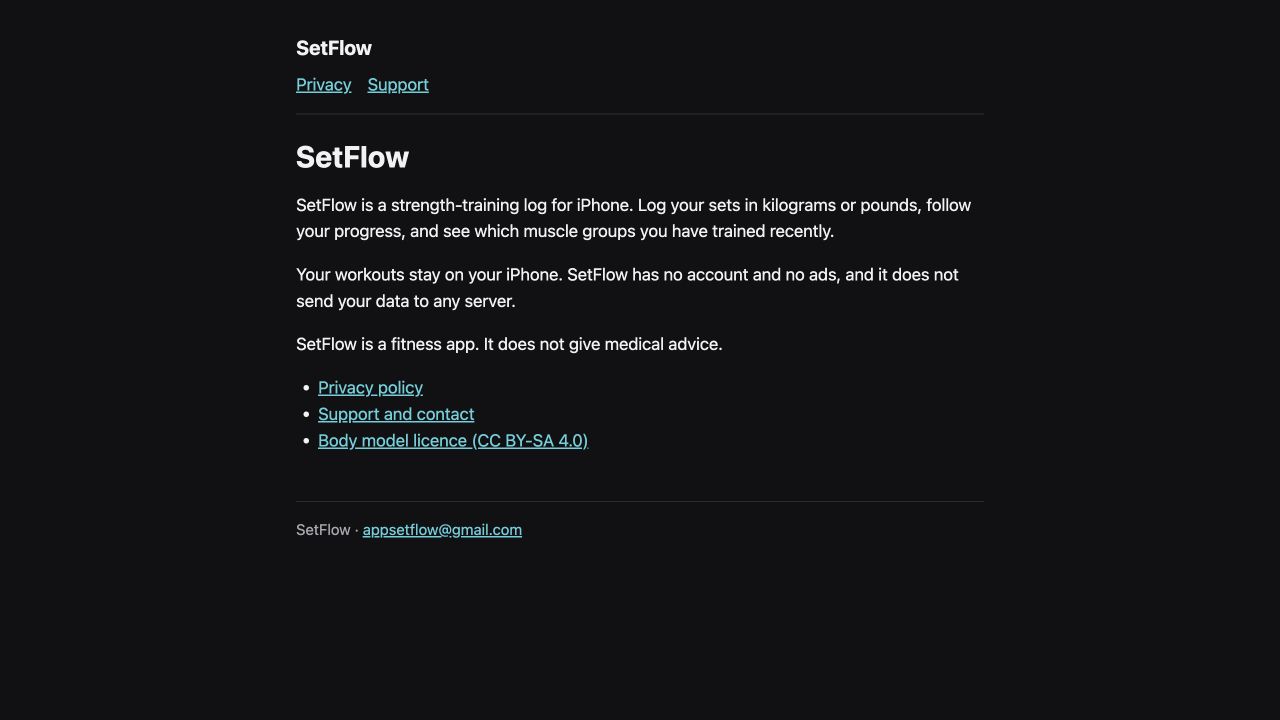 SetFlow
Privacy Support
SetFlow
SetFlow is a strength-training log for iPhone. Log your sets in kilograms or pounds, follow
your progress, and see which muscle groups you have trained recently.
Your workouts stay on your iPhone. SetFlow has no account and no ads, and it does not
send your data to any server.
SetFlow is a fitness app. It does not give medical advice.
• Privacy policy
• Support and contact
• Body model licence (CC BY-SA 4.0)
SetFlow · appsetflow@gmail.com